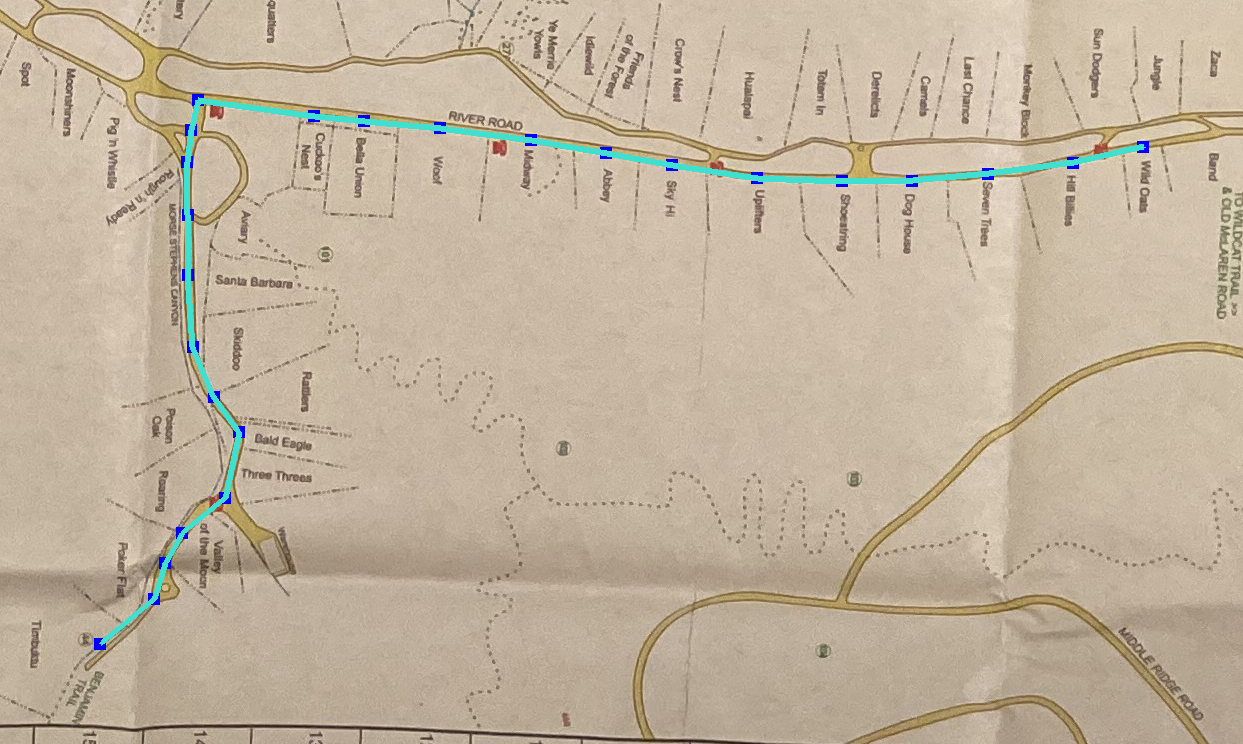 Spot
Moonshiners
Pig 'n Whistle
Rough 'n Ready
MORSE STEPHENS CANYON
Aviary
Santa Barbara
Skiddoo
Rattlers
Poison
Oak
Bald Eagle
Three Threes
Roaring
Valley
of the Moon
Poker Flat
Timbuktu
44
BENJAMIN
TRAIL
Cuckoo's
Nest
Bella Union
Woof
RIVER ROAD
Midway
Abbey
Sky Hi
Uplifters
Shoestring
Dog House
Seven Trees
Hill Billies
Wild Oats
Band
Ye Merrie
Yowls
Idlewild
Friends
of the Forest
Crow's Nest
Hualapai
Totem In
Derelicts
Camels
Last Chance
Monkey Block
Sun Dodgers
Jungle
Zaca
TO WILDCAT TRAIL >>
& OLD McLAREN ROAD
101
103
MIDDLE RIDGE ROAD
15
14
13